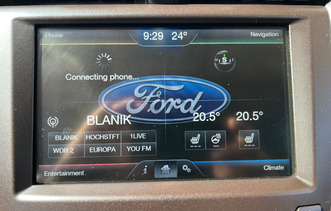 Phone 9:29 24° Navigation
S
Connecting phone...
Ford
BLANIK 20.5° 20.5°
BLANIK HÖCHSTFT 1LIVE
WDR 2 EUROPA YOU FM
Entertainment i Climate